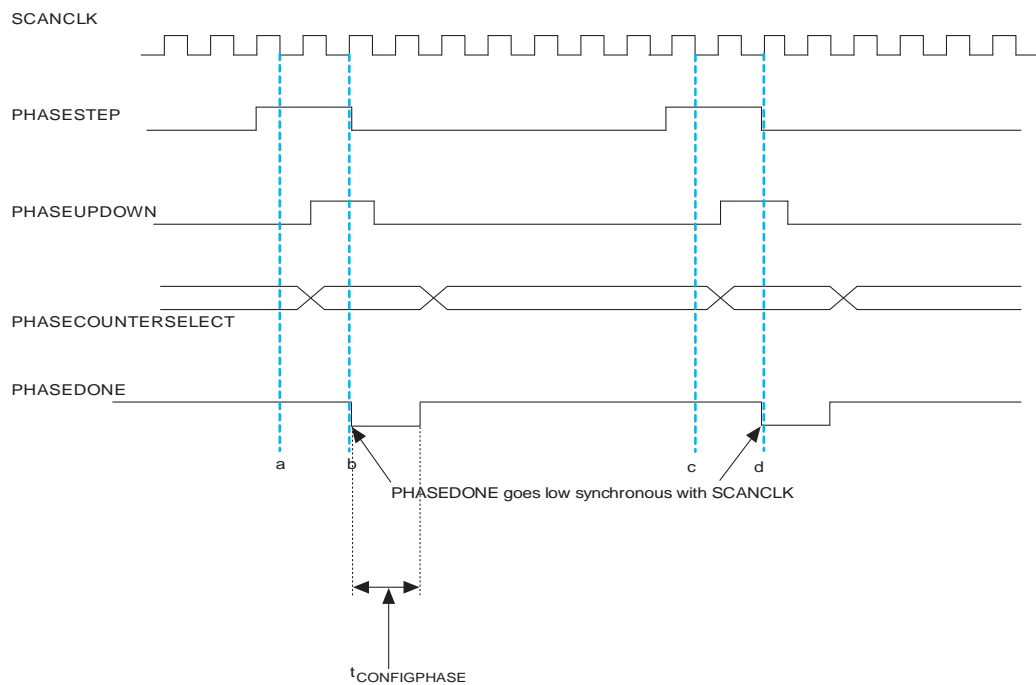 SCANCLK
PHASESTEP
PHASEUPDOWN
PHASECOUNTERSELECT
PHASEDONE
a b c d
PHASEDONE goes low synchronous with SCANCLK
tCONFIGPHASE